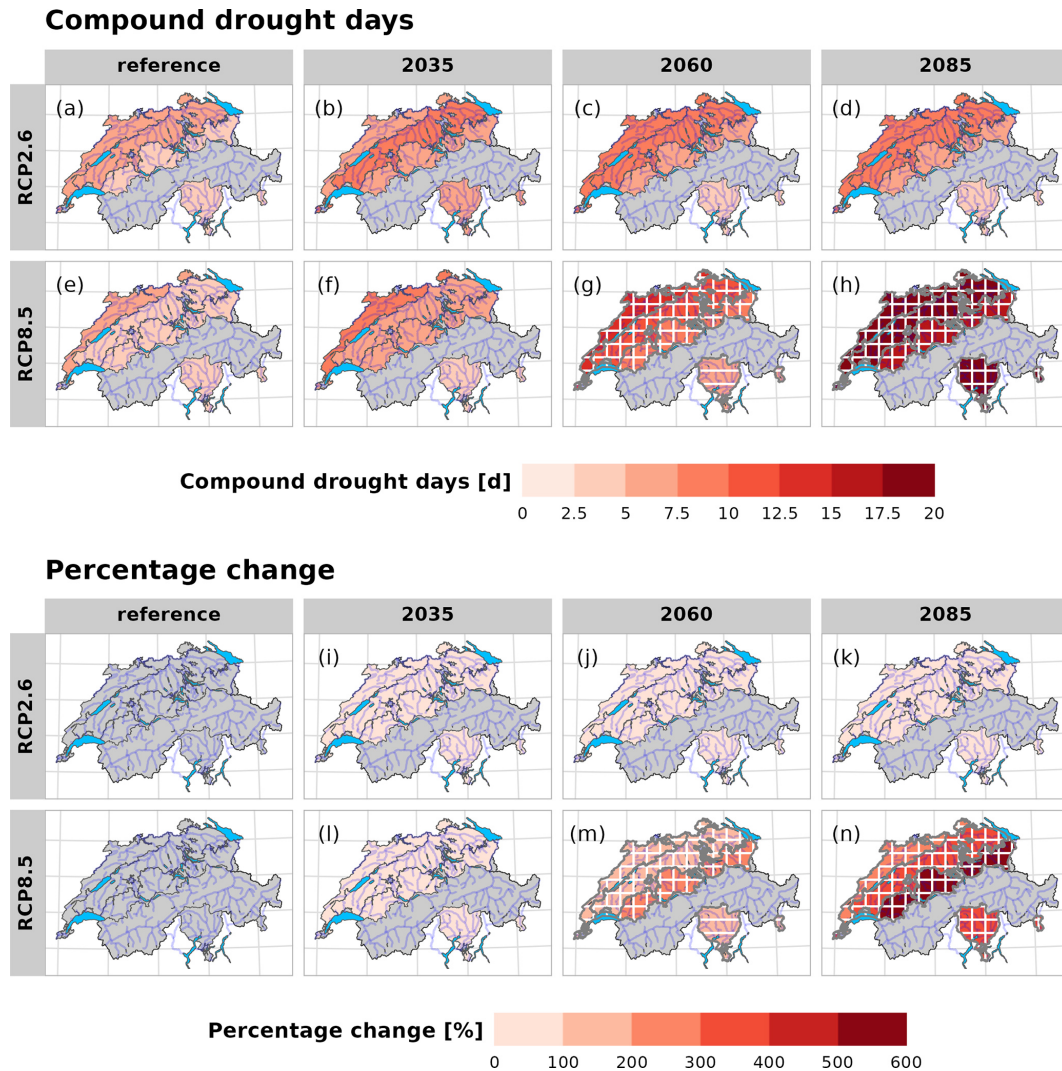 Compound drought days
reference 2035 2060 2085
RCP2.6
(a) (b) (c) (d)
RCP8.5
(e) (f) (g) (h)
Compound drought days [d]
0 2.5 5 7.5 10 12.5 15 17.5 20
Percentage change
reference 2035 2060 2085
RCP2.6
(i) (j) (k)
RCP8.5
(l) (m) (n)
Percentage change [%]
0 100 200 300 400 500 600